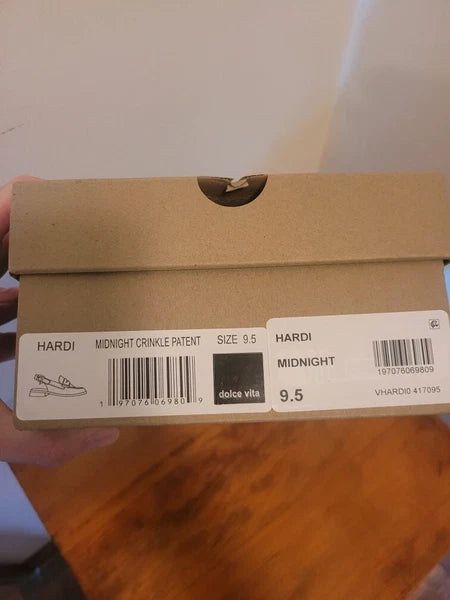 HARDI MIDNIGHT CRINKLE PATENT SIZE 9.5
1 97076 06980 9
dolce vita
HARDI
MIDNIGHT
197076069809
9.5
VHARDI0 417095